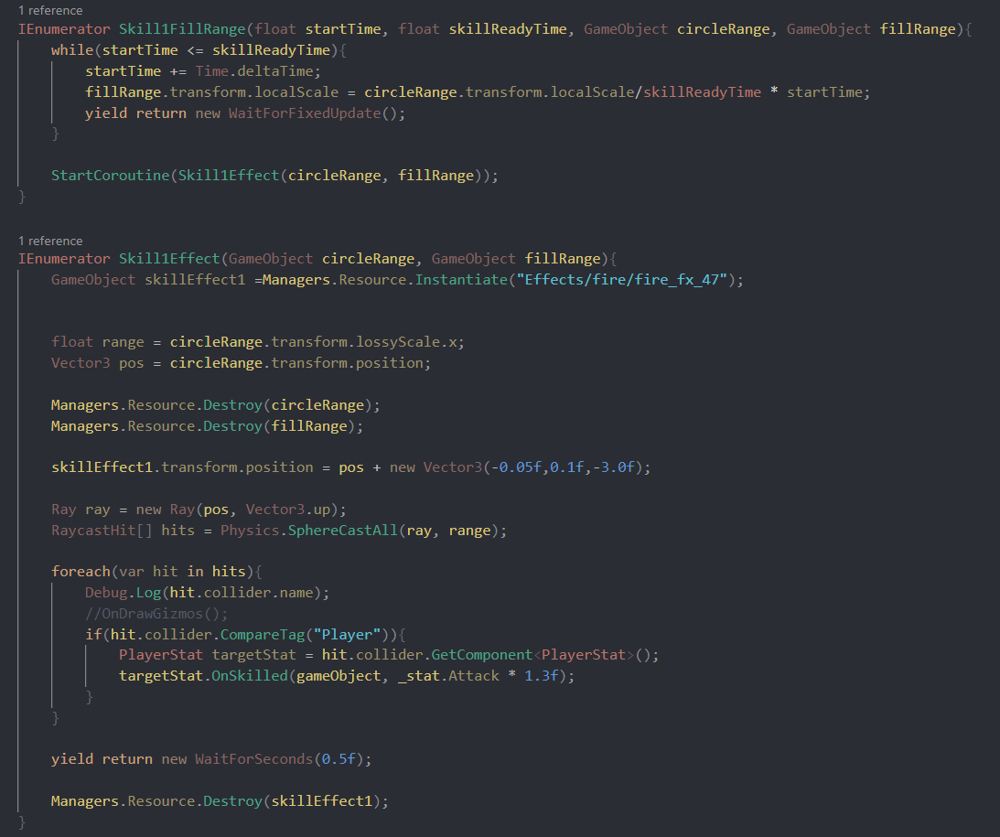 1 reference
IEnumerator Skill1FillRange(float startTime, float skillReadyTime, GameObject circleRange, GameObject fillRange){
    while(startTime <= skillReadyTime){
        startTime += Time.deltaTime;
        fillRange.transform.localScale = circleRange.transform.localScale/skillReadyTime * startTime;
        yield return new WaitForFixedUpdate();
    }

    StartCoroutine(Skill1Effect(circleRange, fillRange));
}

1 reference
IEnumerator Skill1Effect(GameObject circleRange, GameObject fillRange){
    GameObject skillEffect1 =Managers.Resource.Instantiate("Effects/fire/fire_fx_47");


    float range = circleRange.transform.lossyScale.x;
    Vector3 pos = circleRange.transform.position;

    Managers.Resource.Destroy(circleRange);
    Managers.Resource.Destroy(fillRange);

    skillEffect1.transform.position = pos + new Vector3(-0.05f,0.1f,-3.0f);

    Ray ray = new Ray(pos, Vector3.up);
    RaycastHit[] hits = Physics.SphereCastAll(ray, range);

    foreach(var hit in hits){
        Debug.Log(hit.collider.name);
        //OnDrawGizmos();
        if(hit.collider.CompareTag("Player")){
            PlayerStat targetStat = hit.collider.GetComponent<PlayerStat>();
            targetStat.OnSkilled(gameObject, _stat.Attack * 1.3f);
        }
    }

    yield return new WaitForSeconds(0.5f);

    Managers.Resource.Destroy(skillEffect1);
}